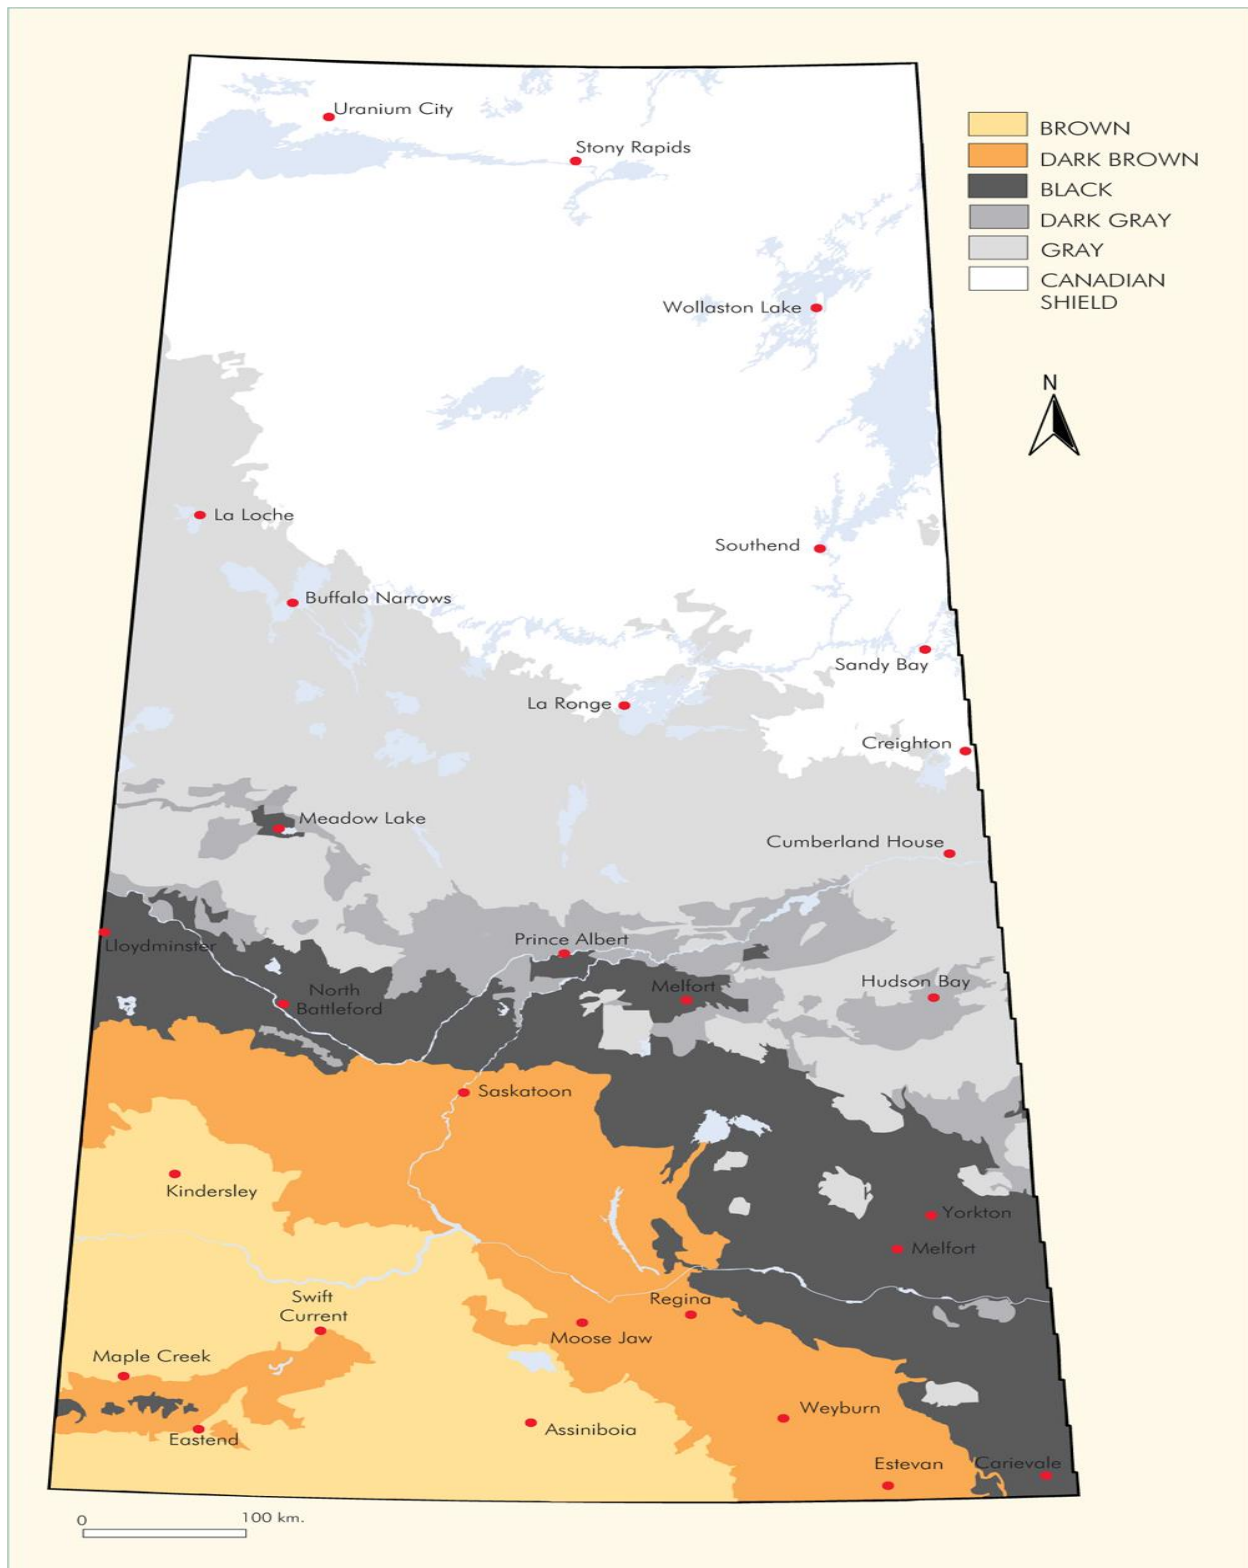 Uranium City
Stony Rapids
BROWN
DARK BROWN
BLACK
DARK GRAY
GRAY
CANADIAN
SHIELD
Wollaston Lake
N
La Loche
Southend
Buffalo Narrows
Sandy Bay
La Ronge
Creighton
Meadow Lake
Cumberland House
Lloydminster
Prince Albert
North
Battleford
Melfort
Hudson Bay
Saskatoon
Kindersley
Yorkton
Melfort
Swift
Current
Regina
Moose Jaw
Maple Creek
Weyburn
Assiniboia
Eastend
Estevan
Carievale
0 100 km.